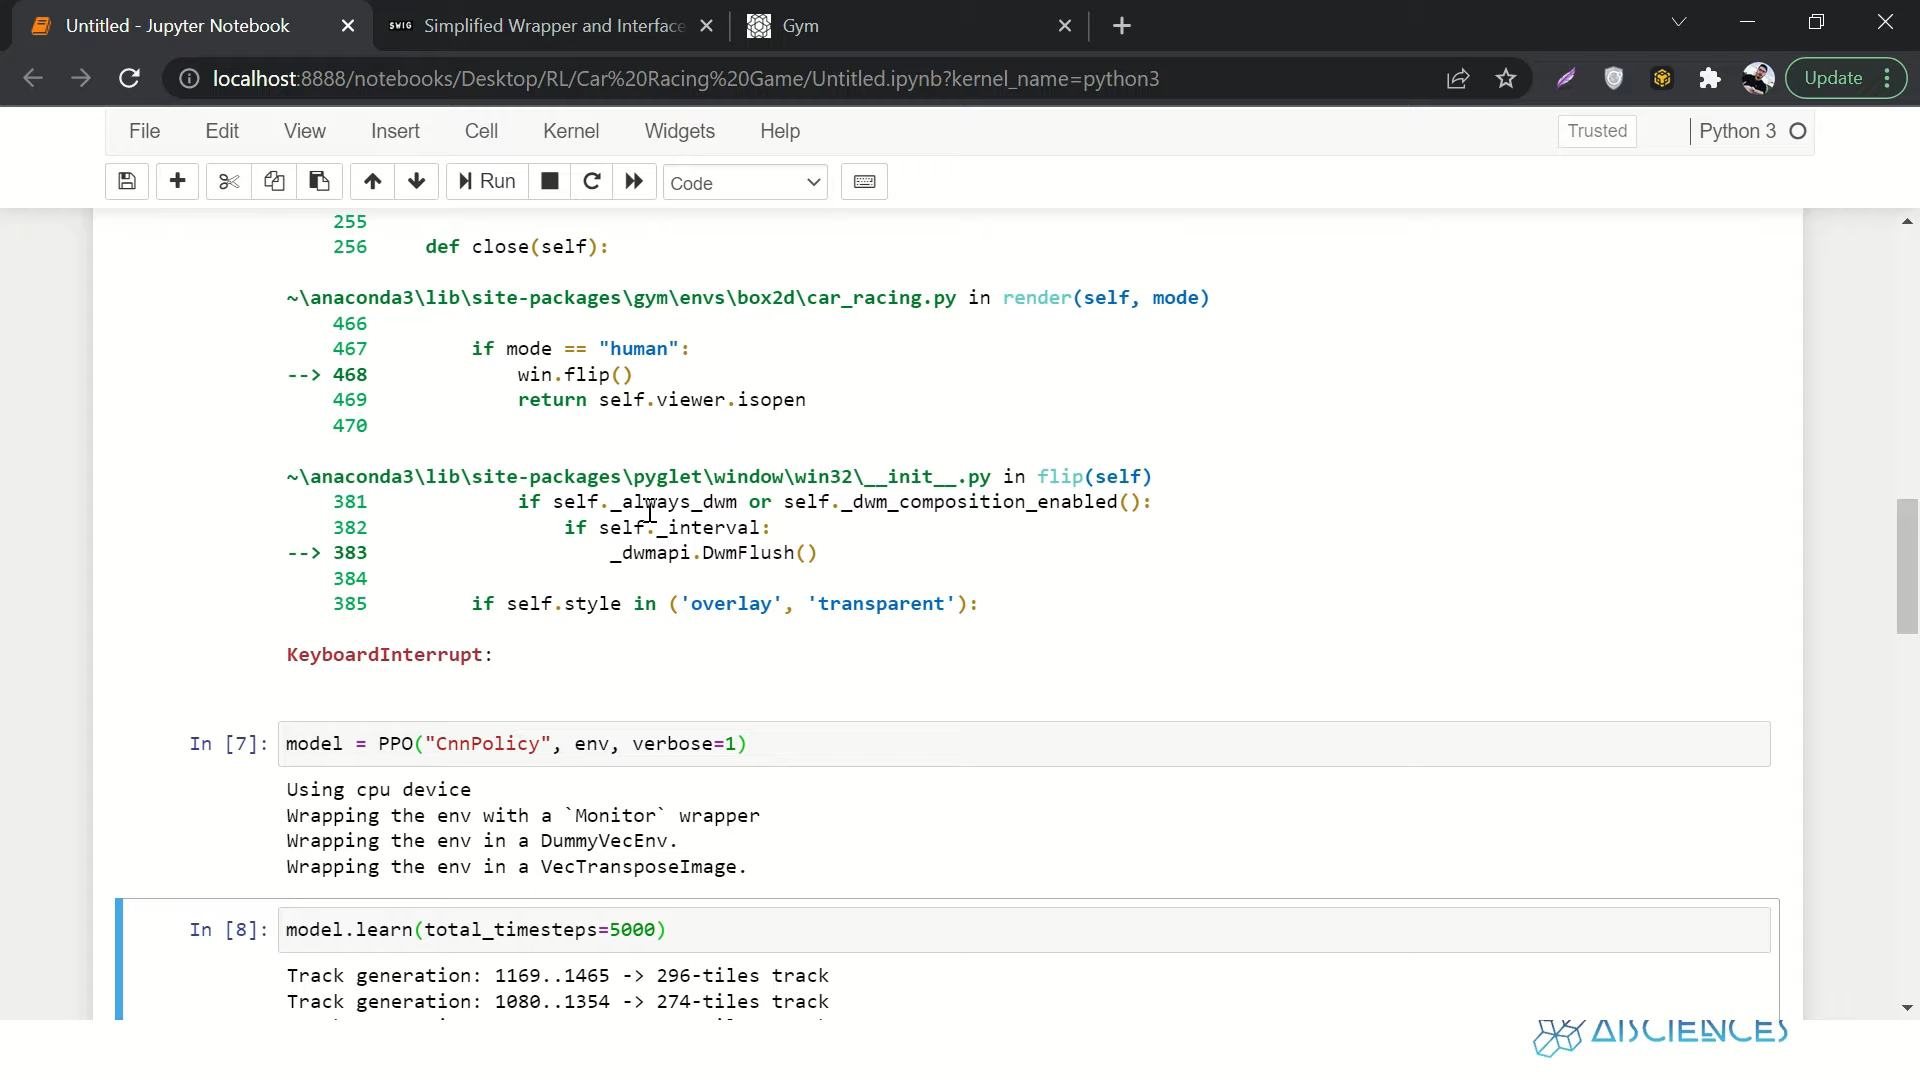 Untitled - Jupyter Notebook
SWIG Simplified Wrapper and Interface
Gym
localhost:8888/notebooks/Desktop/RL/Car%20Racing%20Game/Untitled.ipynb?kernel_name=python3
Update
File Edit View Insert Cell Kernel Widgets Help
Trusted
Python 3
Run
Code
255
256     def close(self):
~\anaconda3\lib\site-packages\gym\envs\box2d\car_racing.py in render(self, mode)
466
467         if mode == "human":
--> 468             win.flip()
469             return self.viewer.isopen
470
~\anaconda3\lib\site-packages\pyglet\window\win32\__init__.py in flip(self)
381             if self._always_dwm or self._dwm_composition_enabled():
382                 if self._interval:
--> 383                     _dwmapi.DwmFlush()
384
385         if self.style in ('overlay', 'transparent'):
KeyboardInterrupt:
In [7]: model = PPO("CnnPolicy", env, verbose=1)
Using cpu device
Wrapping the env with a `Monitor` wrapper
Wrapping the env in a DummyVecEnv.
Wrapping the env in a VecTransposeImage.
In [8]: model.learn(total_timesteps=5000)
Track generation: 1169..1465 -> 296-tiles track
Track generation: 1080..1354 -> 274-tiles track
AISCIENCES